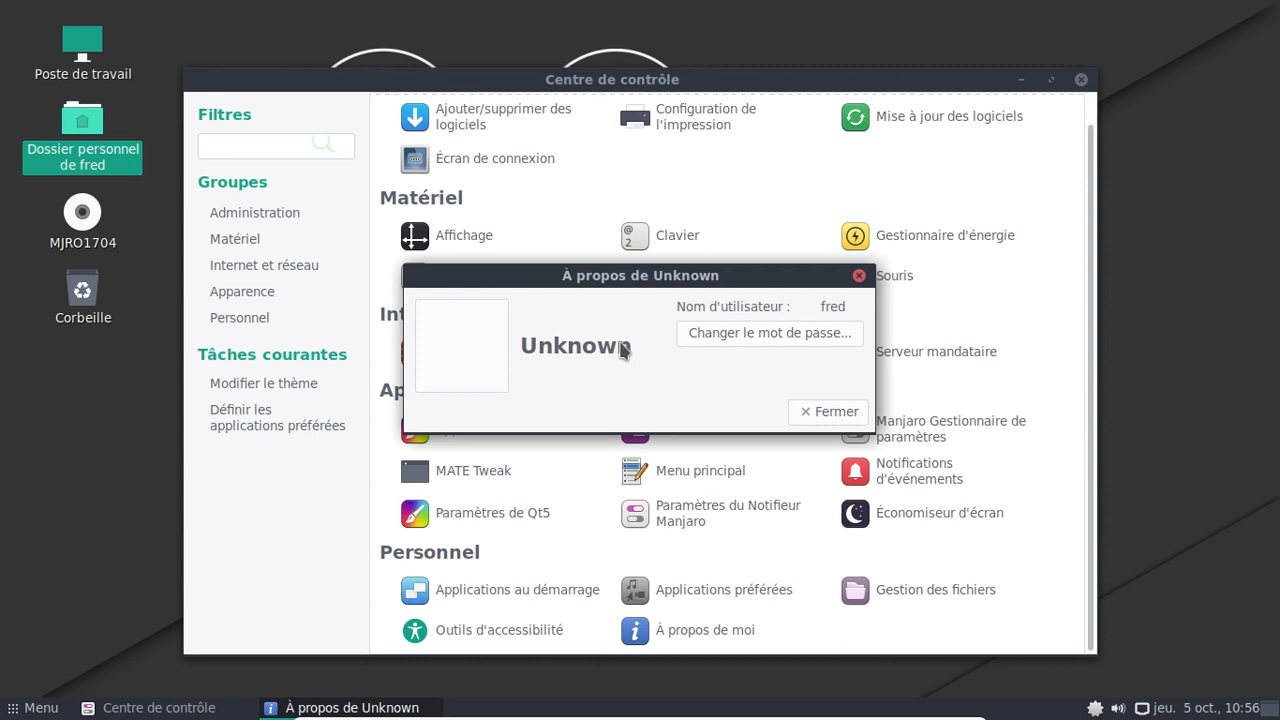 Poste de travail
Dossier personnel
de fred
MJRO1704
Corbeille
Centre de contrôle
Filtres
Groupes
Administration
Matériel
Internet et réseau
Apparence
Personnel
Tâches courantes
Modifier le thème
Définir les
applications préférées
Ajouter/supprimer des
logiciels
Configuration de
l'impression
Mise à jour des logiciels
Écran de connexion
Matériel
Affichage
@
2
Clavier
Gestionnaire d'énergie
Souris
Serveur mandataire
Manjaro Gestionnaire de
paramètres
MATE Tweak
Menu principal
Notifications
d’événements
Paramètres de Qt5
Paramètres du Notifieur
Manjaro
Économiseur d'écran
Personnel
Applications au démarrage
Applications préférées
Gestion des fichiers
Outils d'accessibilité
À propos de moi
À propos de Unknown
Unknown
Nom d'utilisateur : fred
Changer le mot de passe...
Fermer
Menu
Centre de contrôle
À propos de Unknown
jeu. 5 oct., 10:56